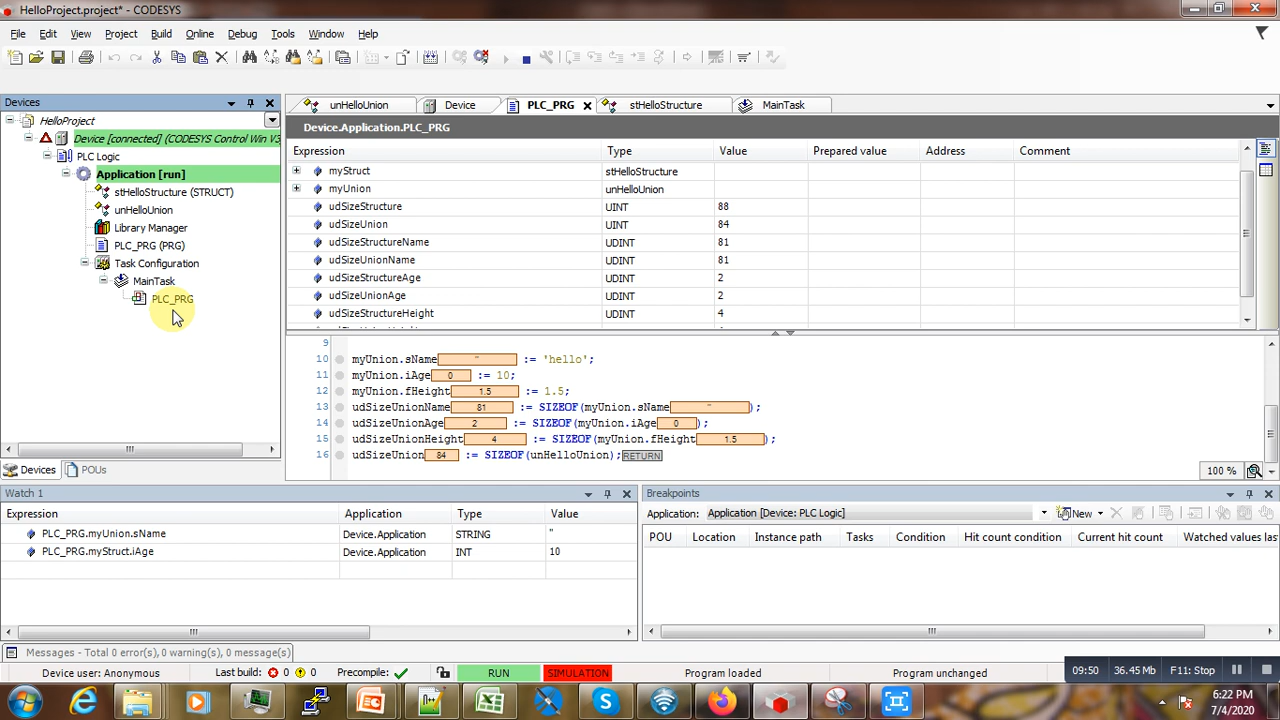 HelloProject.project* - CODESYS
File Edit View Project Build Online Debug Tools Window Help
Devices
HelloProject
Device [connected] (CODESYS Control Win V3
PLC Logic
Application [run]
stHelloStructure (STRUCT)
unHelloUnion
Library Manager
PLC_PRG (PRG)
Task Configuration
MainTask
PLC_PRG
Devices POUs
unHelloUnion Device PLC_PRG stHelloStructure MainTask
Device.Application.PLC_PRG
Expression Type Value Prepared value Address Comment
myStruct stHelloStructure
myUnion unHelloUnion
udSizeStructure UINT 88
udSizeUnion UINT 84
udSizeStructureName UDINT 81
udSizeUnionName UDINT 81
udSizeStructureAge UDINT 2
udSizeUnionAge UDINT 2
udSizeStructureHeight UDINT 4
9
10 myUnion.sName '' := 'hello';
11 myUnion.iAge 0 := 10;
12 myUnion.fHeight 1.5 := 1.5;
13 udSizeUnionName 81 := SIZEOF(myUnion.sName '' );
14 udSizeUnionAge 2 := SIZEOF(myUnion.iAge 0 );
15 udSizeUnionHeight 4 := SIZEOF(myUnion.fHeight 1.5 );
16 udSizeUnion 84 := SIZEOF(unHelloUnion); RETURN
100 %
Watch 1
Expression Application Type Value
PLC_PRG.myUnion.sName Device.Application STRING ''
PLC_PRG.myStruct.iAge Device.Application INT 10
Breakpoints
Application: Application [Device: PLC Logic] New
POU Location Instance path Tasks Condition Hit count condition Current hit count Watched values las
Messages - Total 0 error(s), 0 warning(s), 0 message(s)
Device user: Anonymous Last build: 0 0 Precompile: RUN SIMULATION Program loaded Program unchanged
09:50 36.45 Mb F11: Stop
6:22 PM
7/4/2020